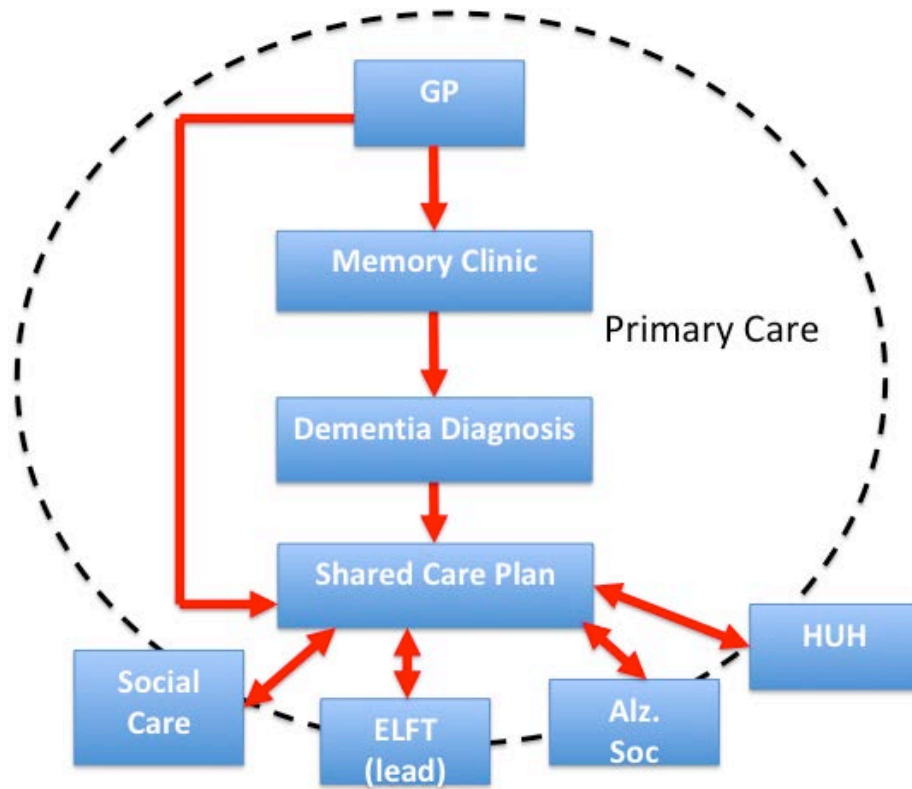 GP
Memory Clinic
Primary Care
Dementia Diagnosis
Shared Care Plan
HUH
Social
Care
ELFT
(lead)
Alz.
Soc